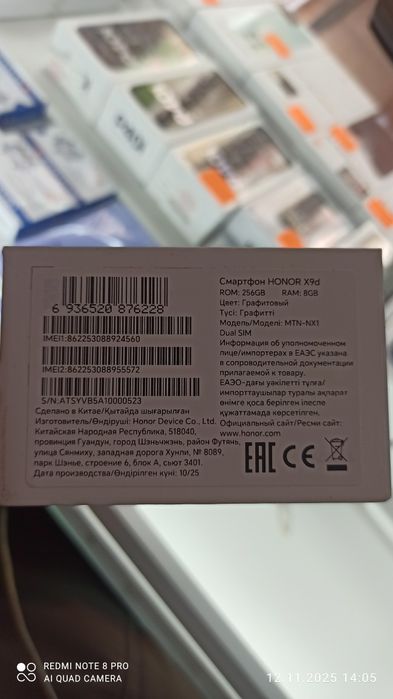 6 936520 876228
IMEI1:862253088924560
IMEI2:862253088955572
S/N:ATSYVB5A10000523
Сделано в Китае/Қытайда шығарылған
Изготовитель/Өндіруші: Honor Device Co., Ltd.
Китайская Народная Республика, 518040,
провинция Гуандун, город Шэньчжэнь, район Футянь,
улица Сянмиху, западная дорога Хунли, № 8089,
парк Шэнье, строение 6, блок А, сьют 3401.
Дата производства/Өндірілген күні: 10/25
Смартфон HONOR X9d
ROM: 256GB RAM: 8GB
Цвет: Графитовый
Түсі: Графитті
Модель/Моделі: MTN-NX1
Dual SIM
Информация об уполномоченном
лице/импортерах в ЕАЭС указана
в сопроводительной документации
прилагаемой к товару.
ЕАЭО-дағы уәкілетті тұлға/
импорттаушылар туралы ақпарат
өнімге қоса берілген ілеспе
құжаттамада көрсетілген.
Официальный сайт/Ресми сайт:
www.honor.com
EAC CE
REDMI NOTE 8 PRO
AI QUAD CAMERA
12.11.2025 14:05